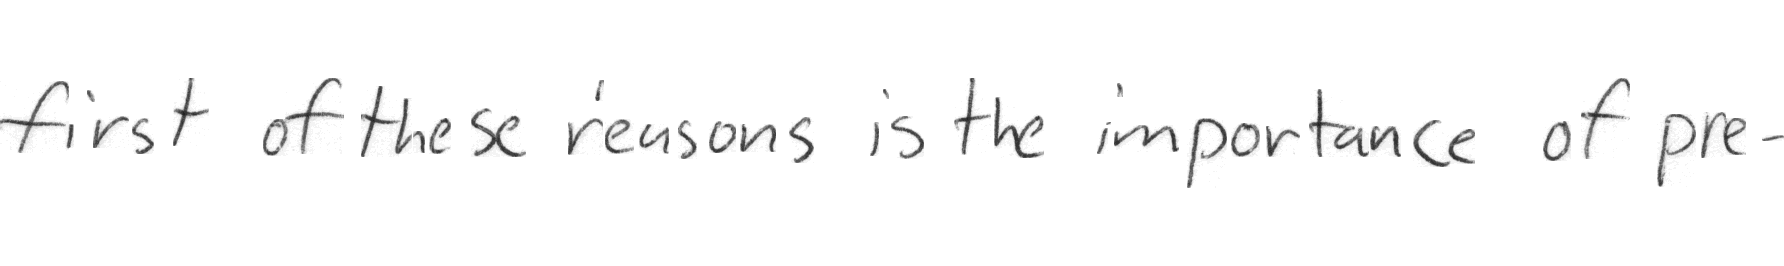 first of these reasons is the importance of pre-